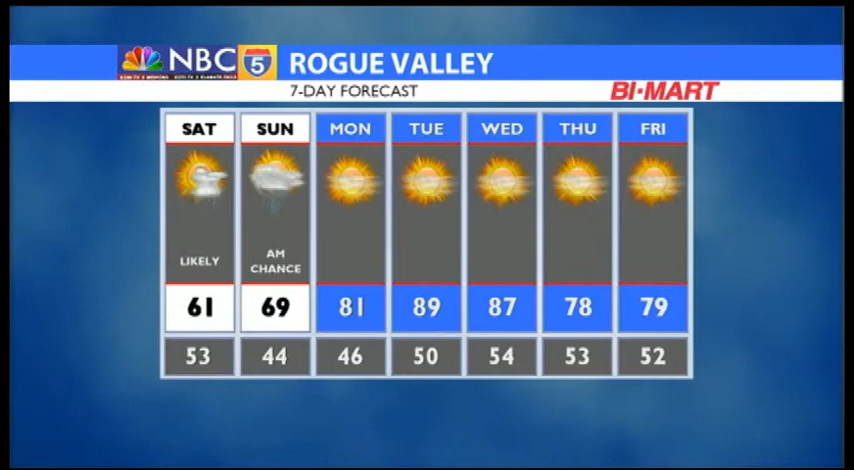 NBC 5 ROGUE VALLEY
7-DAY FORECAST BI-MART
SAT SUN MON TUE WED THU FRI
LIKELY AM CHANCE
61 69 81 89 87 78 79
53 44 46 50 54 53 52